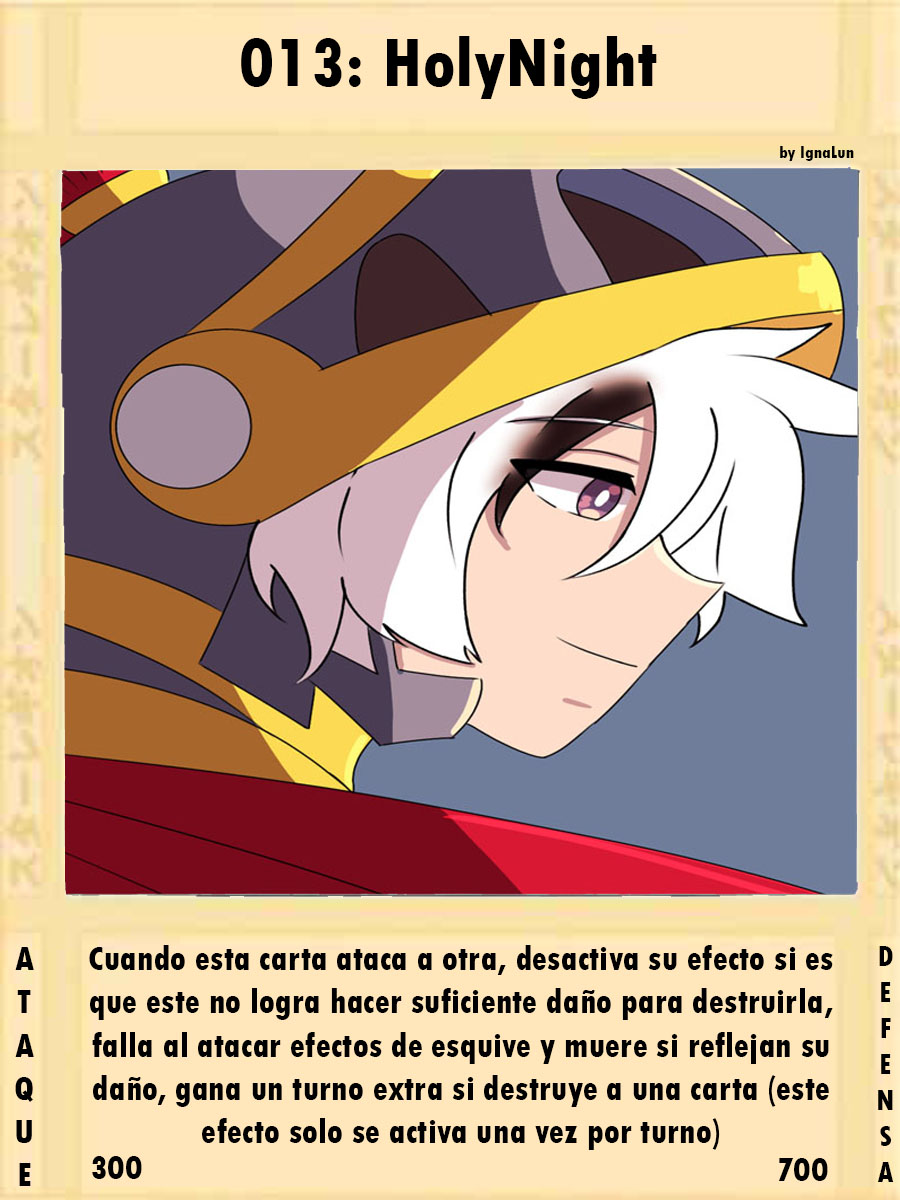 013: HolyNight
by IgnaLun
Cuando esta carta ataca a otra, desactiva su efecto si es
que este no logra hacer suficiente daño para destruirla,
falla al atacar efectos de esquive y muere si reflejan su
daño, gana un turno extra si destruye a una carta (este
efecto solo se activa una vez por turno)
ATAQUE
300
700
DEFENSA